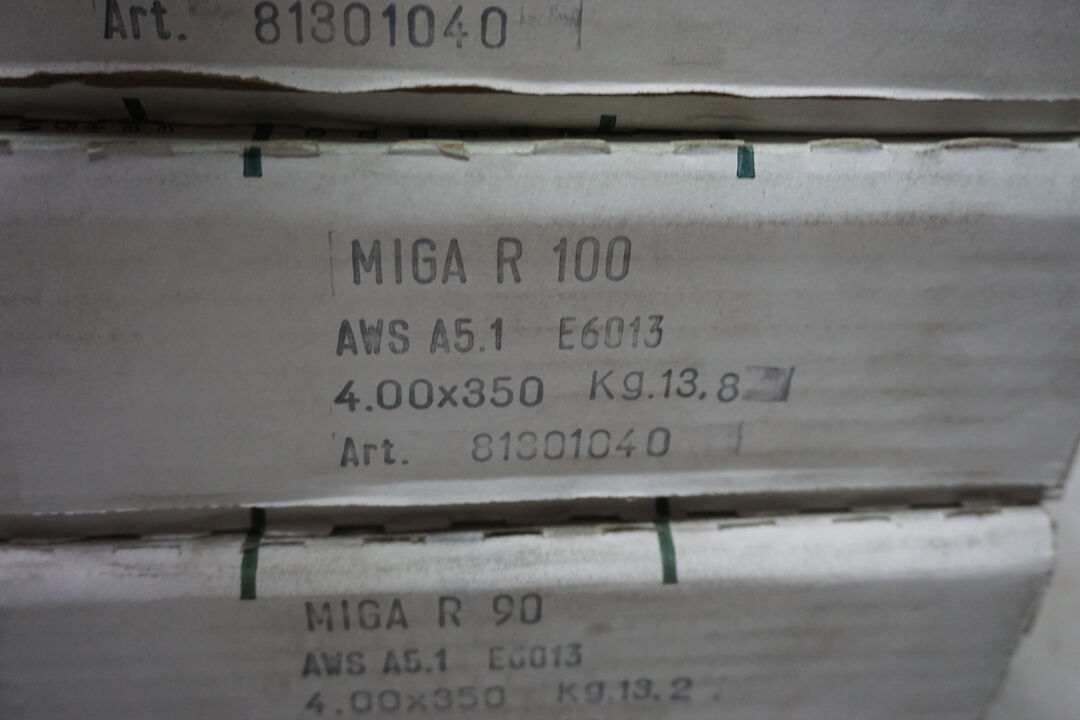 Art. 81301040
MIGA R 100
AWS A5.1 E6013
4.00x350 Kg.13.8
Art. 81301040
MIGA R 90
AWS A5.1 E6013
4.00x350 Kg.13.2